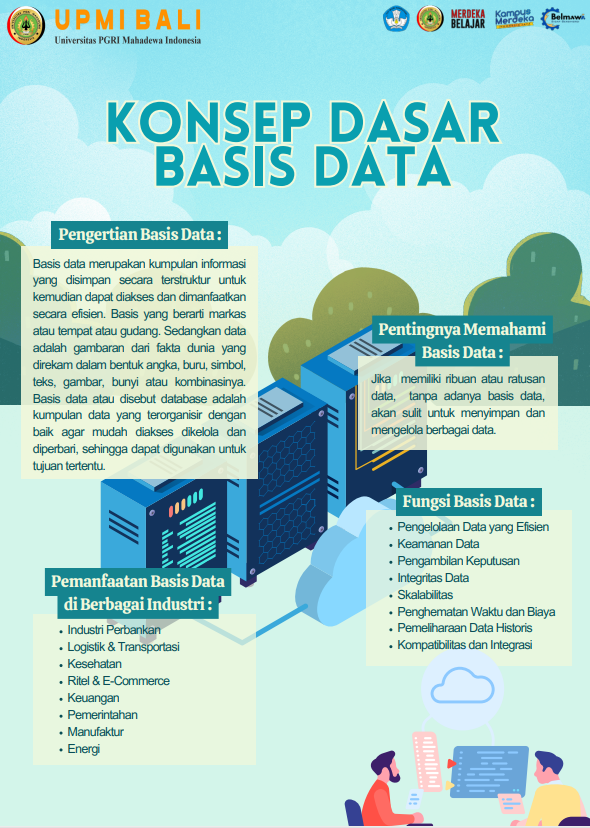 UPMI BALI
Universitas PGRI Mahadewa Indonesia
MERDEKA
BELAJAR
Kampus
Merdeka
Belmawa
KONSEP DASAR
BASIS DATA
Pengertian Basis Data :
Basis data merupakan kumpulan informasi
yang disimpan secara terstruktur untuk
kemudian dapat diakses dan dimanfaatkan
secara efisien. Basis yang berarti markas
atau tempat atau gudang. Sedangkan data
adalah gambaran dari fakta dunia yang
direkam dalam bentuk angka, buru, simbol,
teks, gambar, bunyi atau kombinasinya.
Basis data atau disebut database adalah
kumpulan data yang terorganisir dengan
baik agar mudah diakses dikelola dan
diperbari, sehingga dapat digunakan untuk
tujuan tertentu.
Pentingnya Memahami
Basis Data :
Jika memiliki ribuan atau ratusan
data, tanpa adanya basis data,
akan sulit untuk menyimpan dan
mengelola berbagai data.
Fungsi Basis Data :
• Pengelolaan Data yang Efisien
• Keamanan Data
• Pengambilan Keputusan
• Integritas Data
• Skalabilitas
• Penghematan Waktu dan Biaya
• Pemeliharaan Data Historis
• Kompatibilitas dan Integrasi
Pemanfaatan Basis Data
di Berbagai Industri :
• Industri Perbankan
• Logistik & Transportasi
• Kesehatan
• Ritel & E-Commerce
• Keuangan
• Pemerintahan
• Manufaktur
• Energi